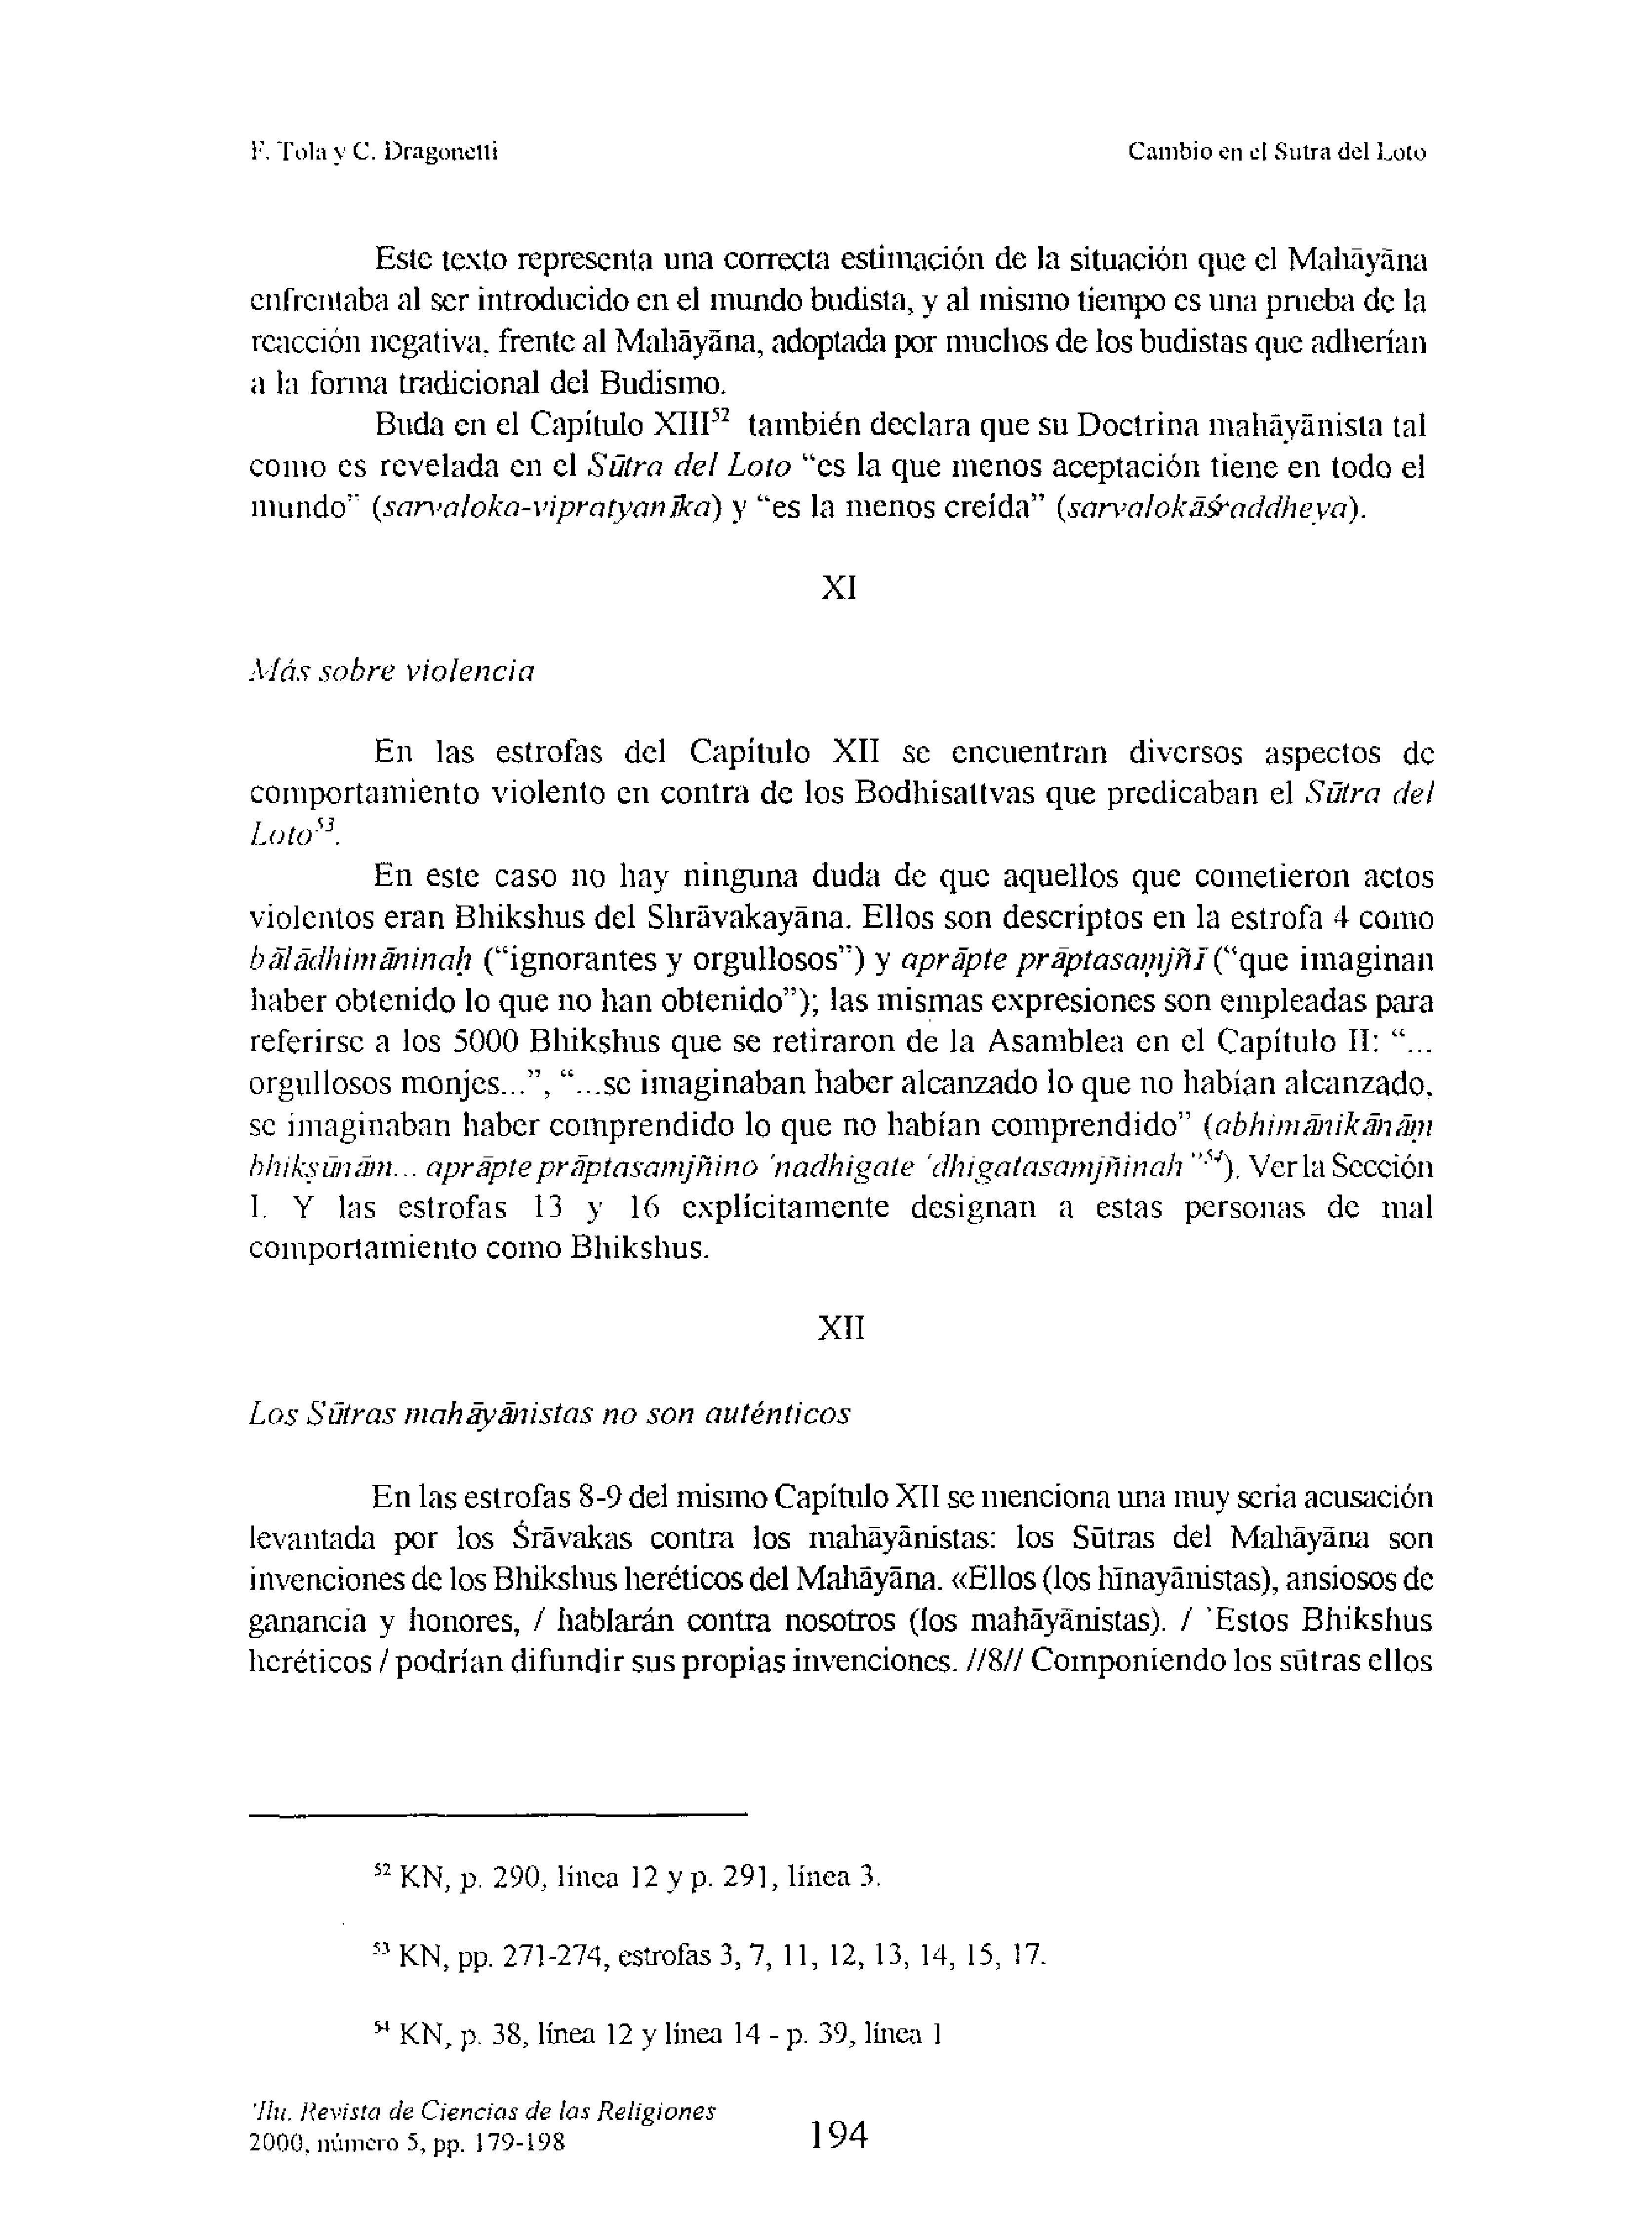 F. Tola y C. Dragonetti
Cambio en el Sutra del Loto
Este texto representa una correcta estimación de la situación que el Mahāyāna
enfrentaba al ser introducido en el mundo budista, y al mismo tiempo es una prueba de la
reacción negativa, frente al Mahāyāna, adoptada por muchos de los budistas que adherían
a la forma tradicional del Budismo.
Buda en el Capítulo XIII⁵² también declara que su Doctrina mahāyānista tal
como es revelada en el Sūtra del Loto “es la que menos aceptación tiene en todo el
mundo” (sarvaloka-vipratyanīka) y “es la menos creída” (sarvalokāśraddheya).
XI
Más sobre violencia
En las estrofas del Capítulo XII se encuentran diversos aspectos de
comportamiento violento en contra de los Bodhisattvas que predicaban el Sūtra del
Loto⁵³.
En este caso no hay ninguna duda de que aquellos que cometieron actos
violentos eran Bhikshus del Shrāvakayāna. Ellos son descriptos en la estrofa 4 como
bālādhimāninaḥ (“ignorantes y orgullosos”) y aprāpte prāptasaṃjñī (“que imaginan
haber obtenido lo que no han obtenido”); las mismas expresiones son empleadas para
referirse a los 5000 Bhikshus que se retiraron de la Asamblea en el Capítulo II: “...
orgullosos monjes...”, “...se imaginaban haber alcanzado lo que no habían alcanzado,
se imaginaban haber comprendido lo que no habían comprendido” (abhimānikānāṃ
bhikṣūnām... aprāpte prāptasamjñino 'nadhigate 'dhigatasamjñinah”⁵⁴). Ver la Sección
I. Y las estrofas 13 y 16 explícitamente designan a estas personas de mal
comportamiento como Bhikshus.
XII
Los Sūtras mahāyānistas no son auténticos
En las estrofas 8-9 del mismo Capítulo XII se menciona una muy seria acusación
levantada por los Śrāvakas contra los mahāyānistas: los Sūtras del Mahāyāna son
invenciones de los Bhikshus heréticos del Mahāyāna. «Ellos (los hīnayānistas), ansiosos de
ganancia y honores, / hablarán contra nosotros (los mahāyānistas). / 'Estos Bhikshus
heréticos / podrían difundir sus propias invenciones. //8// Componiendo los sūtras ellos
⁵² KN, p. 290, línea 12 y p. 291, línea 3.
⁵³ KN, pp. 271-274, estrofas 3, 7, 11, 12, 13, 14, 15, 17.
⁵⁴ KN, p. 38, línea 12 y línea 14 - p. 39, línea 1
'Ilu. Revista de Ciencias de las Religiones
2000, número 5, pp. 179-198
194